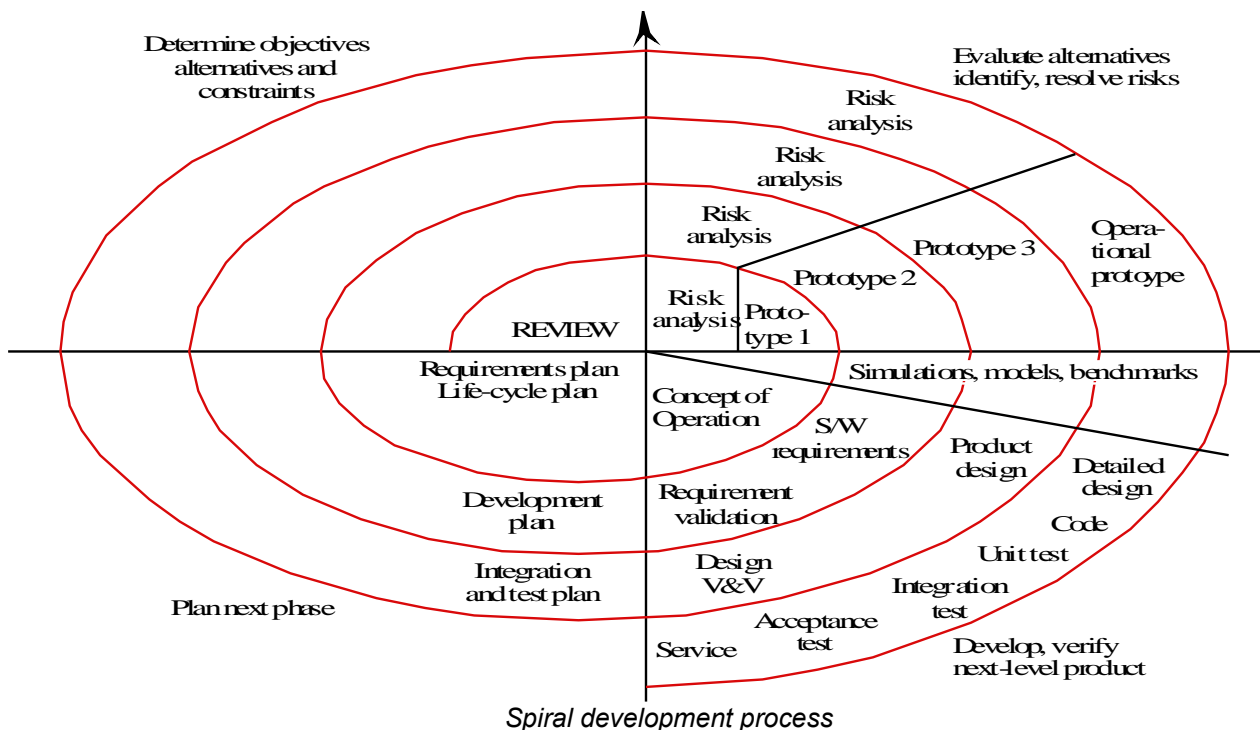 Determine objectives
alternatives and
constraints
Evaluate alternatives
identify, resolve risks
Risk
analysis
Risk
analysis
Risk
analysis
Risk
analysis
Proto-
type 1
Prototype 2
Prototype 3
Opera-
tional
protoype
REVIEW
Requirements plan
Life-cycle plan
Simulations, models, benchmarks
Concept of
Operation
S/W
requirements
Product
design
Detailed
design
Development
plan
Requirement
validation
Code
Unit test
Integration
and test plan
Design
V&V
Integration
test
Plan next phase
Acceptance
test
Service
Develop, verify
next-level product
Spiral development process